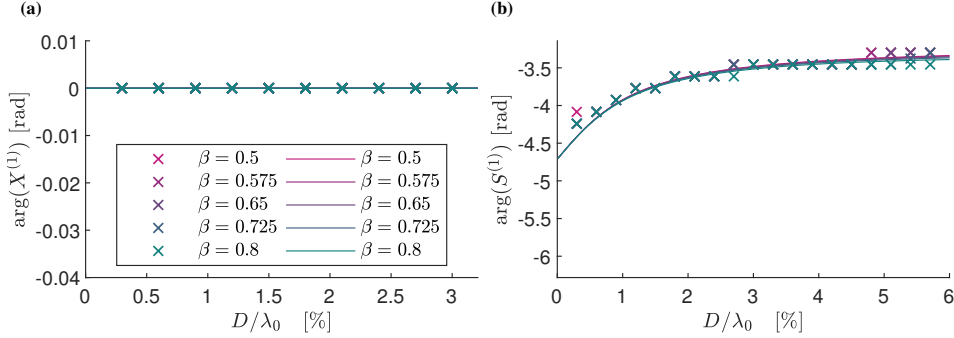 (a)
0.01
0
-0.01
-0.02
-0.03
-0.04
arg(X⁽¹⁾) [rad]
β = 0.5 β = 0.5
β = 0.575 β = 0.575
β = 0.65 β = 0.65
β = 0.725 β = 0.725
β = 0.8 β = 0.8
0 0.5 1 1.5 2 2.5 3
D/λ₀ [%]
(b)
-3.5
-4
-4.5
-5
-5.5
-6
arg(S⁽¹⁾) [rad]
0 1 2 3 4 5 6
D/λ₀ [%]